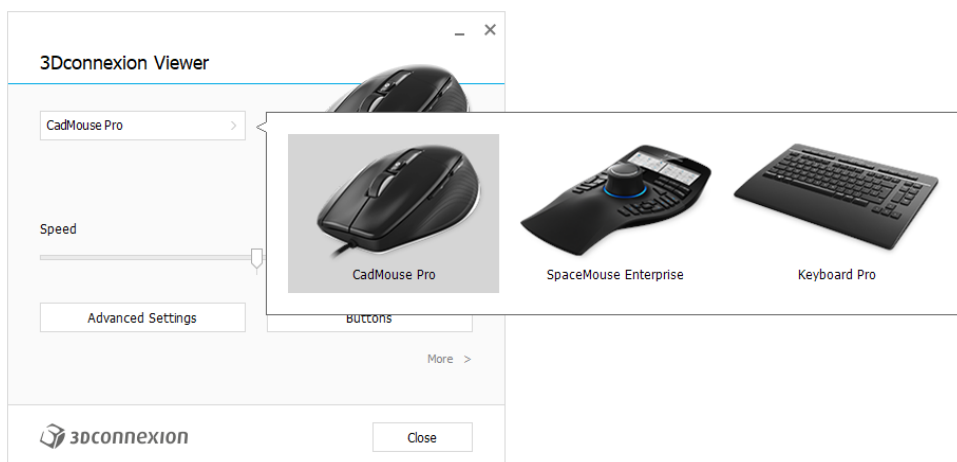 3Dconnexion Viewer
CadMouse Pro
CadMouse Pro
SpaceMouse Enterprise
Keyboard Pro
Speed
Advanced Settings
Buttons
More >
3Dconnexion
Close